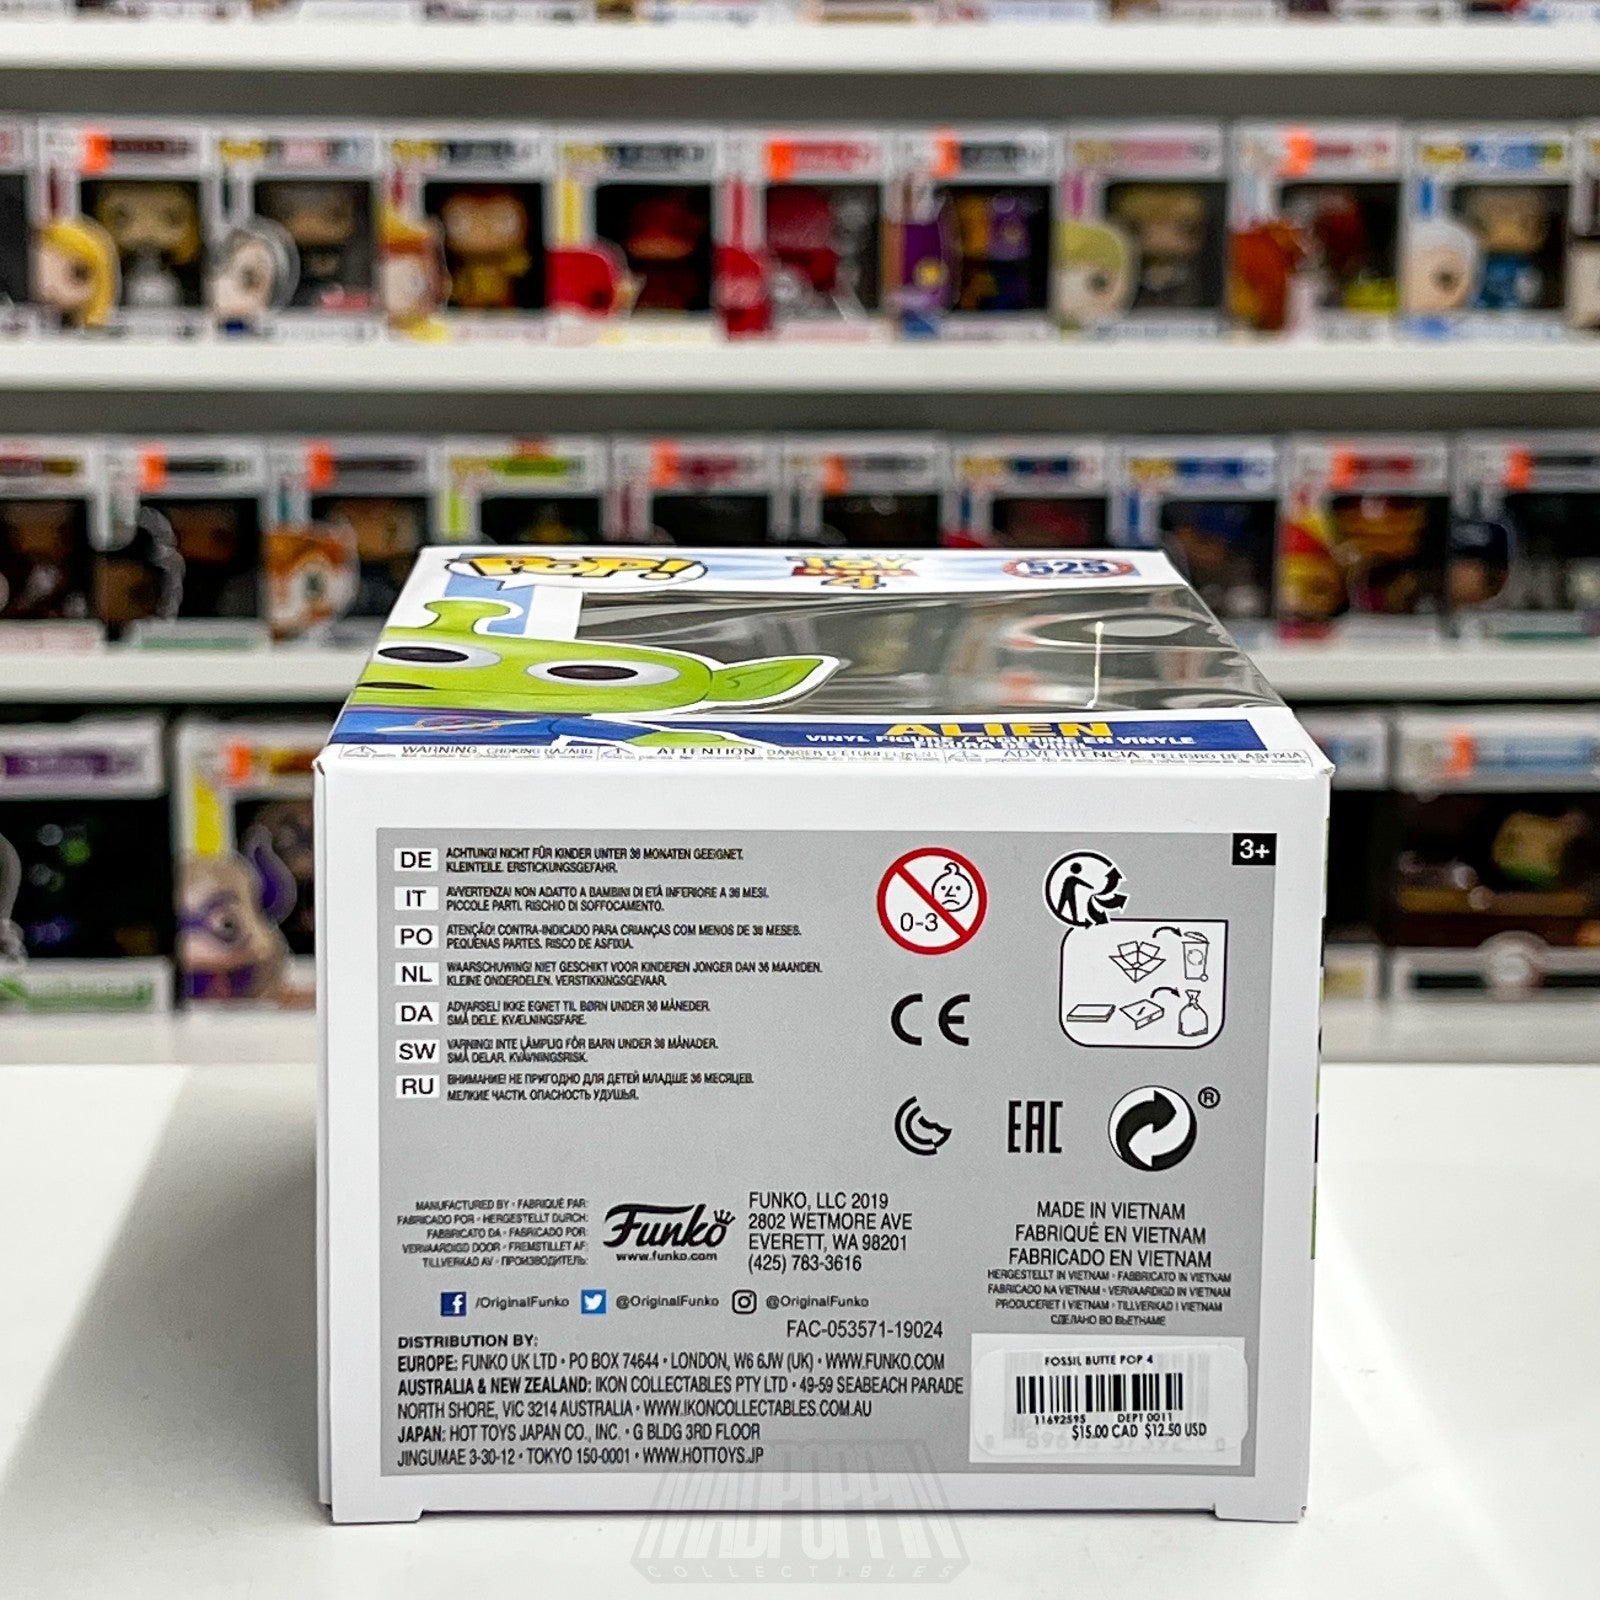 POP!
TOY
STORY
4
525
ALIEN
VINYL FIGURE / FIGURINE EN VINYLE
WARNING: CHOKING HAZARD
ATTENTION DANGER D'ÉTOUFFEMENT
ADVERTENCIA PELIGRO DE ASFIXIA
3+
DE ACHTUNG! NICHT FÜR KINDER UNTER 36 MONATEN GEEIGNET.
KLEINTEILE. ERSTICKUNGSGEFAHR.
IT AVVERTENZA! NON ADATTO A BAMBINI DI ETÀ INFERIORE A 36 MESI.
PICCOLE PARTI. RISCHIO DI SOFFOCAMENTO.
PO ATENÇÃO! CONTRA-INDICADO PARA CRIANÇAS COM MENOS DE 36 MESES.
PEQUENAS PARTES. RISCO DE ASFIXIA.
NL WAARSCHUWING! NIET GESCHIKT VOOR KINDEREN JONGER DAN 36 MAANDEN.
KLEINE ONDERDELEN. VERSTIKKINGSGEVAAR.
DA ADVARSEL! IKKE EGNET TIL BØRN UNDER 36 MÅNEDER.
SMÅ DELE. KVÆLNINGSFARE.
SW VARNING! INTE LÄMPLIG FÖR BARN UNDER 36 MÅNADER.
SMÅ DELAR. KVÄVNINGSRISK.
RU ВНИМАНИЕ! НЕ ПРИГОДНО ДЛЯ ДЕТЕЙ МЛАДШЕ 36 МЕСЯЦЕВ.
МЕЛКИЕ ЧАСТИ. ОПАСНОСТЬ УДУШЬЯ.
0-3
CE
EAC
®
MANUFACTURED BY • FABRIQUÉ PAR:
FABRICADO POR • HERGESTELLT DURCH:
FABBRICATO DA • FABRICADO POR:
VERVAARDIGD DOOR • FREMSTILLET AF:
TILLVERKAD AV • ПРОИЗВОДИТЕЛЬ:
Funko
www.funko.com
FUNKO, LLC 2019
2802 WETMORE AVE
EVERETT, WA 98201
(425) 783-3616
/OriginalFunko @OriginalFunko @OriginalFunko
FAC-053571-19024
MADE IN VIETNAM
FABRIQUÉ EN VIETNAM
FABRICADO EN VIETNAM
HERGESTELLT IN VIETNAM • FABBRICATO IN VIETNAM
FABRICADO NA VIETNAM • VERVAARDIGD IN VIETNAM
PRODUCERET I VIETNAM • TILLVERKAD I VIETNAM
СДЕЛАНО ВО ВЬЕТНАМЕ
DISTRIBUTION BY:
EUROPE: FUNKO UK LTD • PO BOX 74644 • LONDON, W6 6JW (UK) • WWW.FUNKO.COM
AUSTRALIA & NEW ZEALAND: IKON COLLECTABLES PTY LTD • 49-59 SEABEACH PARADE
NORTH SHORE, VIC 3214 AUSTRALIA • WWW.IKONCOLLECTABLES.COM.AU
JAPAN: HOT TOYS JAPAN CO., INC. • G BLDG 3RD FLOOR
JINGUMAE 3-30-12 • TOKYO 150-0001 • WWW.HOTTOYS.JP
FOSSIL BUTTE POP 4
11692595 DEPT 0011
$15.00 CAD $12.50 USD
MADPOPPIN
COLLECTIBLES